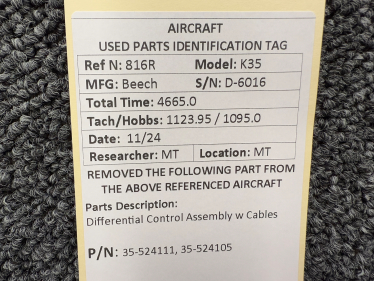 AIRCRAFT
USED PARTS IDENTIFICATION TAG
Ref N: 816R Model: K35
MFG: Beech S/N: D-6016
Total Time: 4665.0
Tach/Hobbs: 1123.95 / 1095.0
Date: 11/24
Researcher: MT Location: MT
REMOVED THE FOLLOWING PART FROM
THE ABOVE REFERENCED AIRCRAFT
Parts Description:
Differential Control Assembly w Cables
P/N: 35-524111, 35-524105